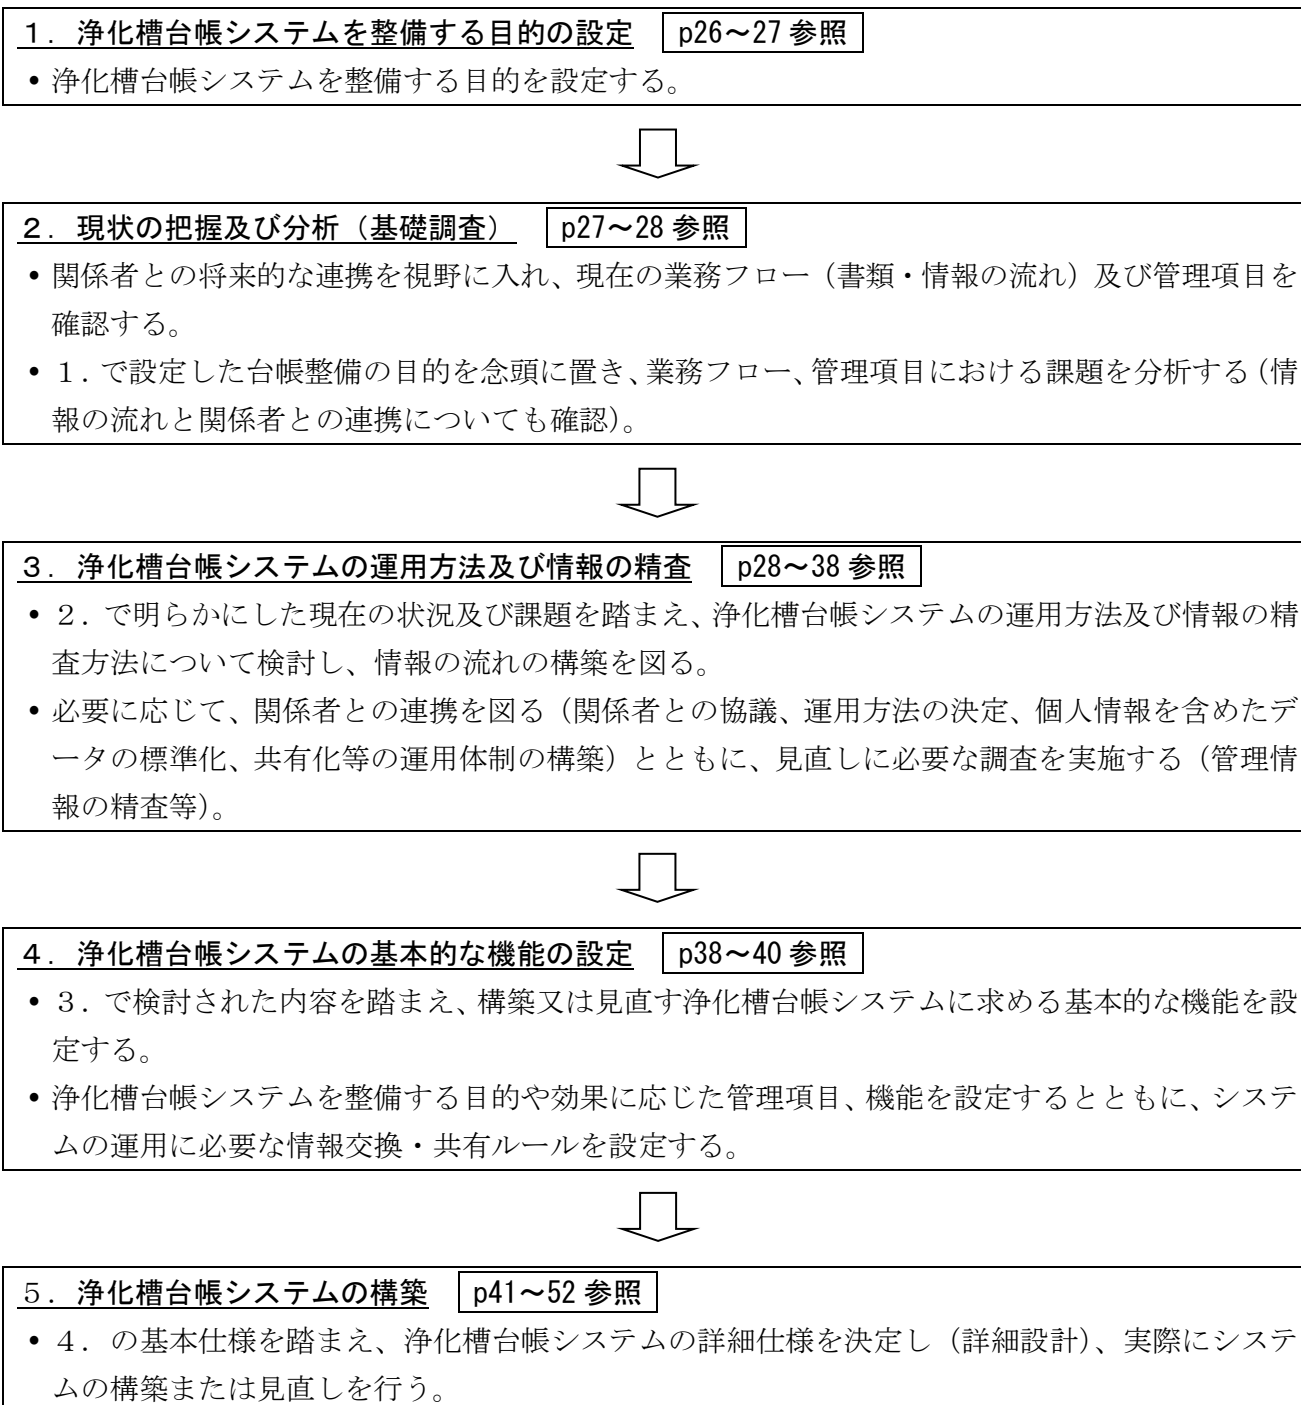 １．浄化槽台帳システムを整備する目的の設定　p26～27 参照
• 浄化槽台帳システムを整備する目的を設定する。
２．現状の把握及び分析（基礎調査）　p27～28 参照
• 関係者との将来的な連携を視野に入れ、現在の業務フロー（書類・情報の流れ）及び管理項目を
確認する。
• １．で設定した台帳整備の目的を念頭に置き、業務フロー、管理項目における課題を分析する（情
報の流れと関係者との連携についても確認）。
３．浄化槽台帳システムの運用方法及び情報の精査　p28～38 参照
• ２．で明らかにした現在の状況及び課題を踏まえ、浄化槽台帳システムの運用方法及び情報の精
査方法について検討し、情報の流れの構築を図る。
• 必要に応じて、関係者との連携を図る（関係者との協議、運用方法の決定、個人情報を含めたデ
ータの標準化、共有化等の運用体制の構築）とともに、見直しに必要な調査を実施する（管理情
報の精査等）。
４．浄化槽台帳システムの基本的な機能の設定　p38～40 参照
• ３．で検討された内容を踏まえ、構築又は見直す浄化槽台帳システムに求める基本的な機能を設
定する。
• 浄化槽台帳システムを整備する目的や効果に応じた管理項目、機能を設定するとともに、システ
ムの運用に必要な情報交換・共有ルールを設定する。
５．浄化槽台帳システムの構築　p41～52 参照
• ４．の基本仕様を踏まえ、浄化槽台帳システムの詳細仕様を決定し（詳細設計）、実際にシステ
ムの構築または見直しを行う。